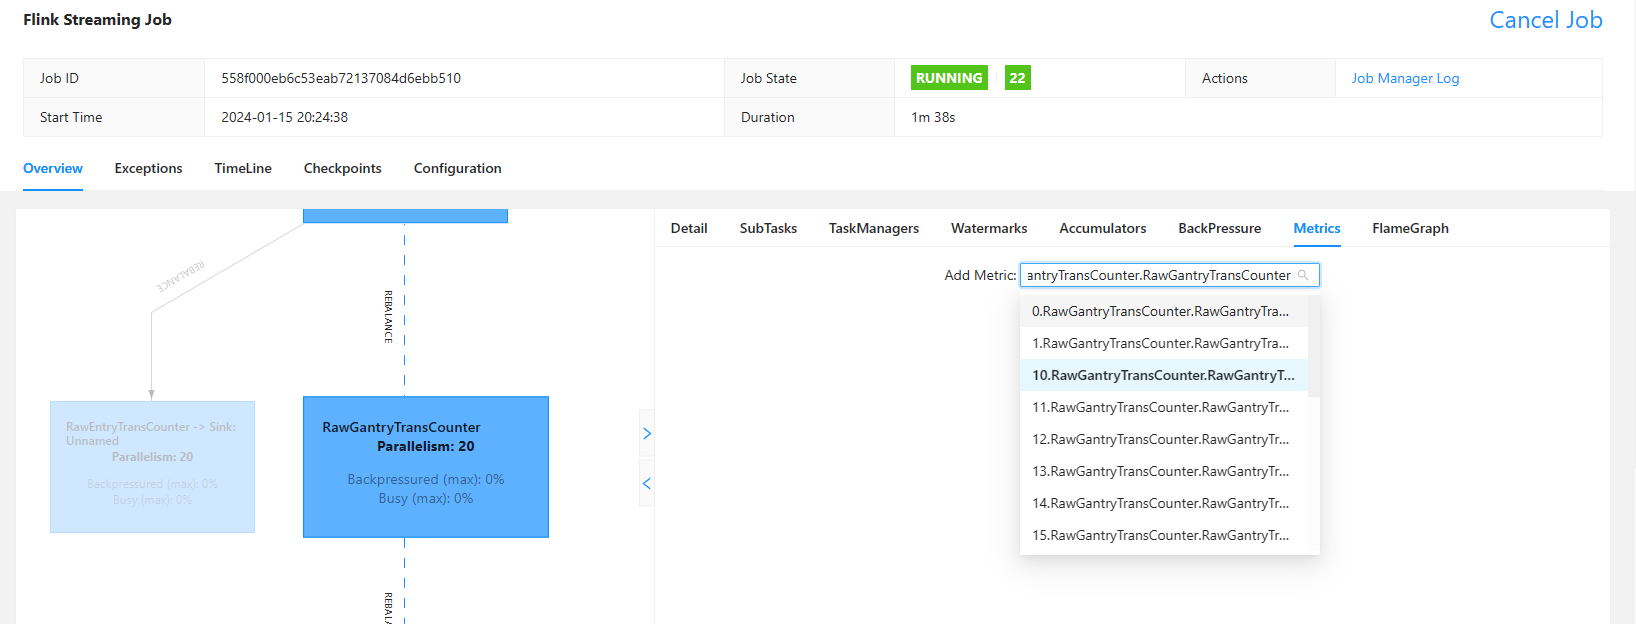 Flink Streaming Job
Cancel Job
Job ID
558f000eb6c53eab72137084d6ebb510
Job State
RUNNING
22
Actions
Job Manager Log
Start Time
2024-01-15 20:24:38
Duration
1m 38s
Overview
Exceptions
TimeLine
Checkpoints
Configuration
REBALANCE
REBALANCE
RawEntryTransCounter -> Sink:
Unnamed
Parallelism: 20
Backpressured (max): 0%
Busy (max): 0%
RawGantryTransCounter
Parallelism: 20
Backpressured (max): 0%
Busy (max): 0%
REBALA
Detail
SubTasks
TaskManagers
Watermarks
Accumulators
BackPressure
Metrics
FlameGraph
Add Metric:
antryTransCounter.RawGantryTransCounter
0.RawGantryTransCounter.RawGantryTra...
1.RawGantryTransCounter.RawGantryTra...
10.RawGantryTransCounter.RawGantryT...
11.RawGantryTransCounter.RawGantryTr...
12.RawGantryTransCounter.RawGantryTr...
13.RawGantryTransCounter.RawGantryTr...
14.RawGantryTransCounter.RawGantryTr...
15.RawGantryTransCounter.RawGantryTr...